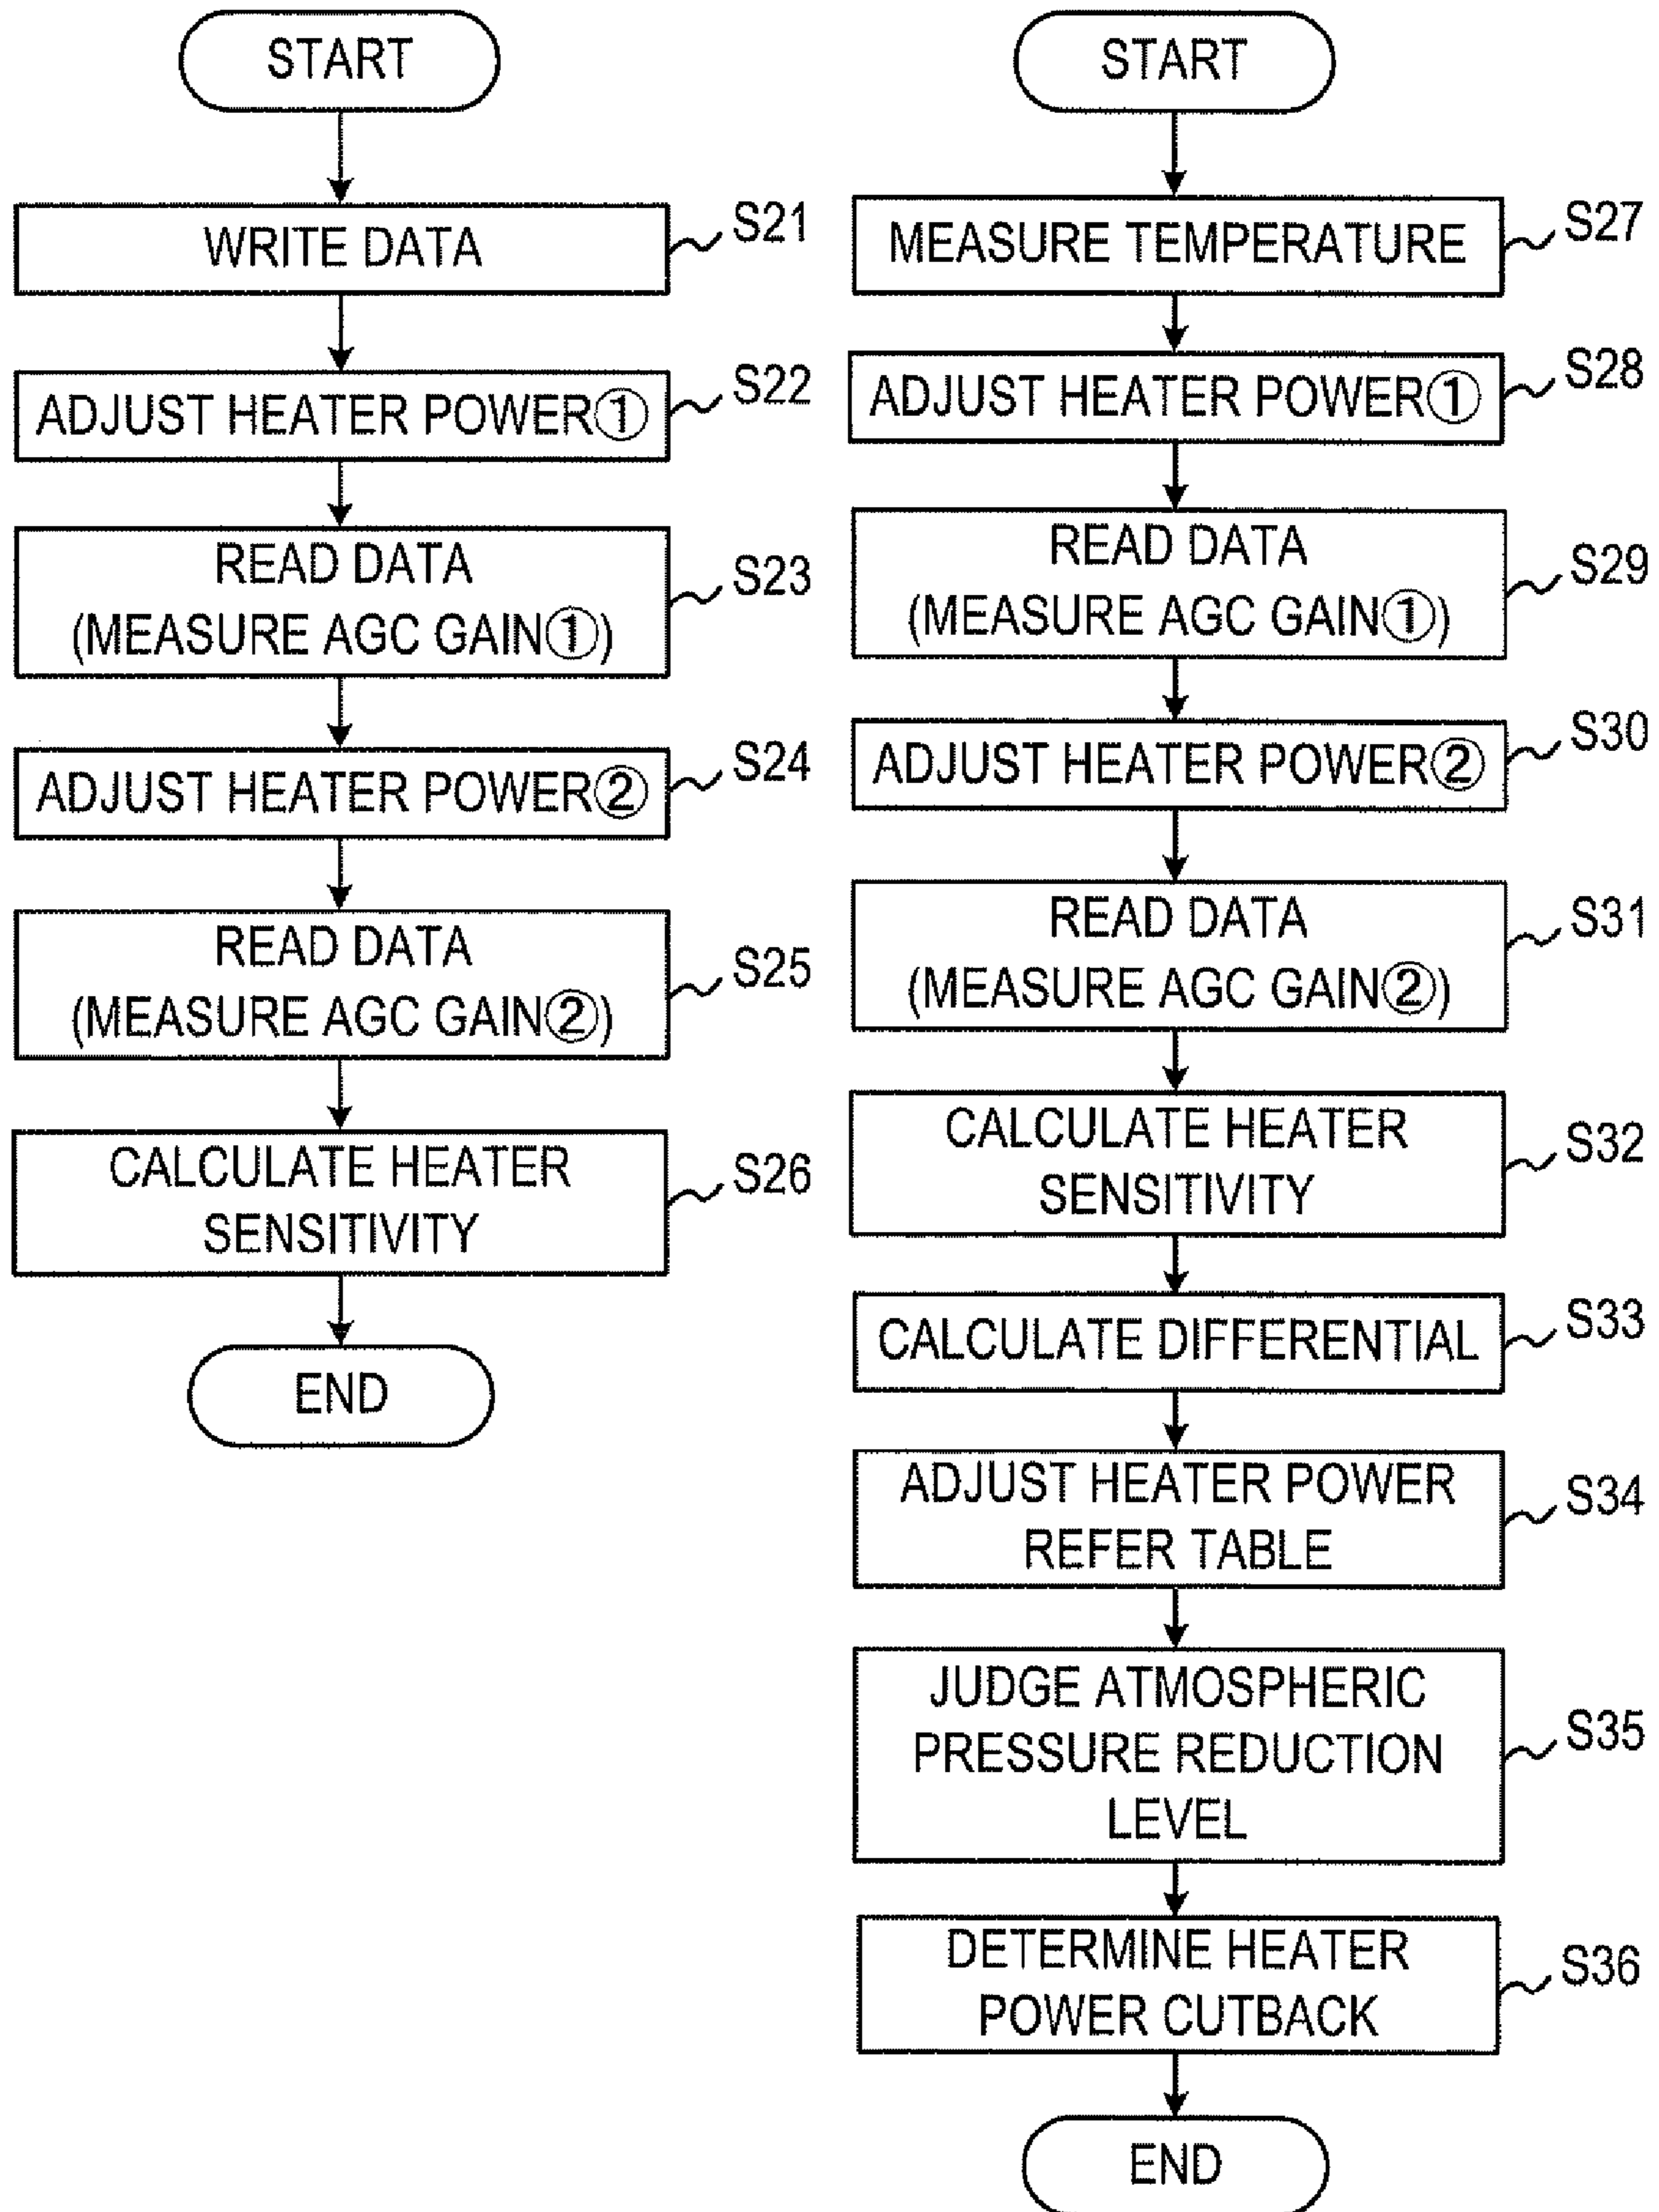 START
WRITE DATA
S21
ADJUST HEATER POWER①
S22
READ DATA
(MEASURE AGC GAIN①)
S23
ADJUST HEATER POWER②
S24
READ DATA
(MEASURE AGC GAIN②)
S25
CALCULATE HEATER
SENSITIVITY
S26
END
START
MEASURE TEMPERATURE
S27
ADJUST HEATER POWER①
S28
READ DATA
(MEASURE AGC GAIN①)
S29
ADJUST HEATER POWER②
S30
READ DATA
(MEASURE AGC GAIN②)
S31
CALCULATE HEATER
SENSITIVITY
S32
CALCULATE DIFFERENTIAL
S33
ADJUST HEATER POWER
REFER TABLE
S34
JUDGE ATMOSPHERIC
PRESSURE REDUCTION
LEVEL
S35
DETERMINE HEATER
POWER CUTBACK
S36
END